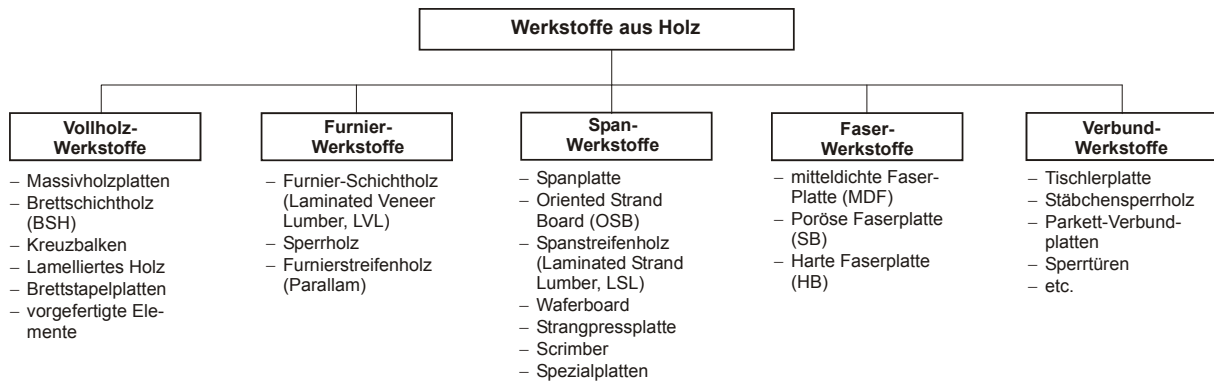 Werkstoffe aus Holz
Vollholz-
Werkstoffe
– Massivholzplatten
– Brettschichtholz
(BSH)
– Kreuzbalken
– Lamelliertes Holz
– Brettstapelplatten
– vorgefertigte Ele-
mente
Furnier-
Werkstoffe
– Furnier-Schichtholz
(Laminated Veneer
Lumber, LVL)
– Sperrholz
– Furnierstreifenholz
(Parallam)
Span-
Werkstoffe
– Spanplatte
– Oriented Strand
Board (OSB)
– Spanstreifenholz
(Laminated Strand
Lumber, LSL)
– Waferboard
– Strangpressplatte
– Scrimber
– Spezialplatten
Faser-
Werkstoffe
– mitteldichte Faser-
Platte (MDF)
– Poröse Faserplatte
(SB)
– Harte Faserplatte
(HB)
Verbund-
Werkstoffe
– Tischlerplatte
– Stäbchensperrholz
– Parkett-Verbund-
platten
– Sperrtüren
– etc.